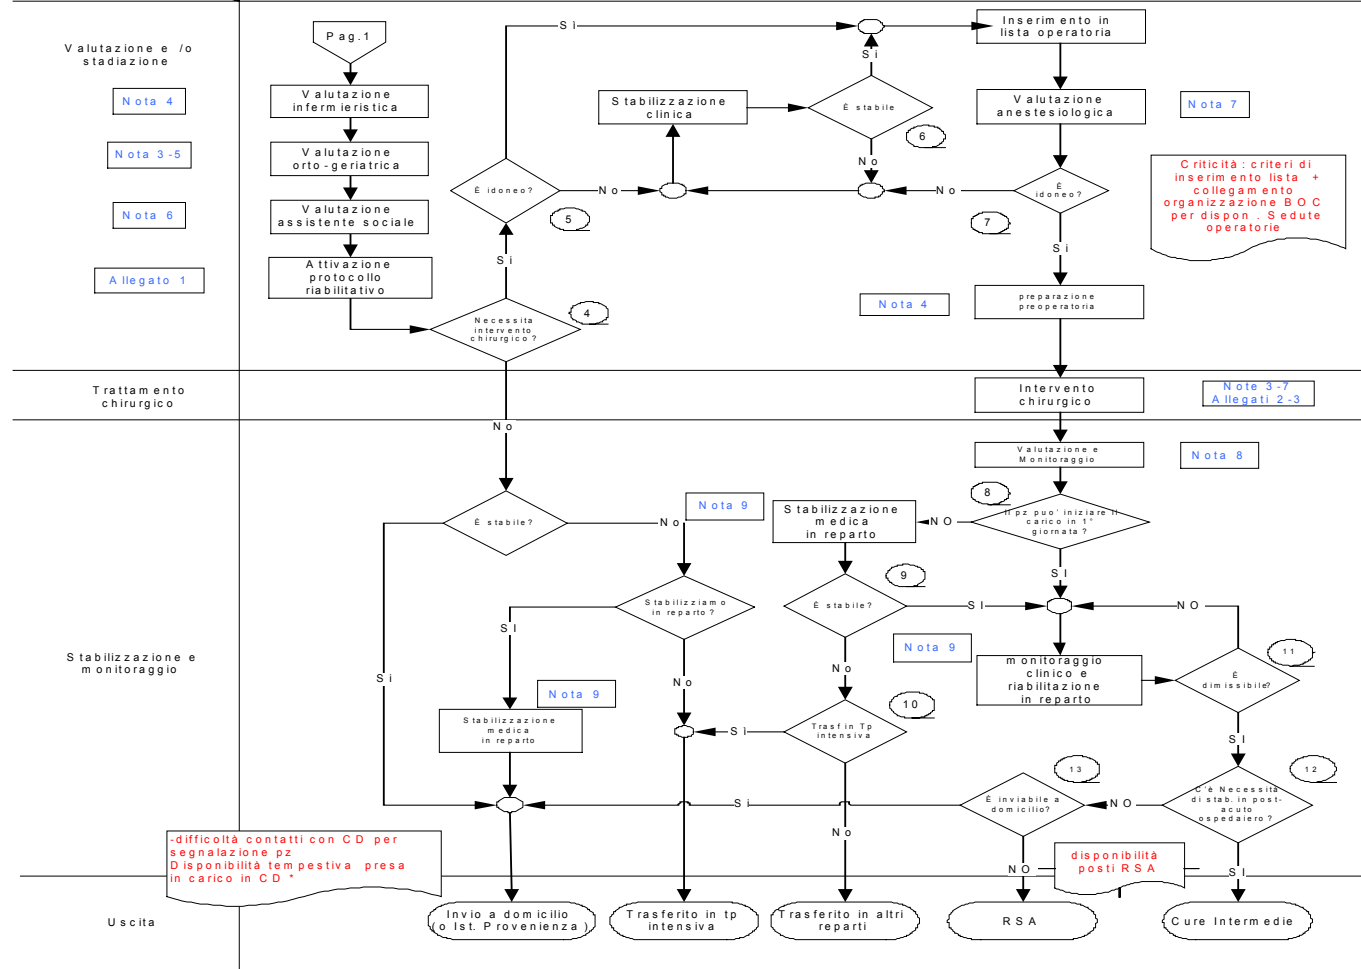 Valutazione e /o
stadiazione
Nota 4
Nota 3-5
Nota 6
Allegato 1
Pag.1
Valutazione
infermieristica
Valutazione
orto-geriatrica
Valutazione
assistente sociale
Attivazione
protocollo
riabilitativo
Necessita
intervento
chirurgico?
4
Si
È idoneo?
5
Sì
No
Stabilizzazione
clinica
È stabile
6
Si
No
Inserimento in
lista operatoria
Valutazione
anestesiologica
È
idoneo?
7
No
Si
Nota 7
Criticità: criteri di
inserimento lista +
collegamento
organizzazione BOC
per dispon. Sedute
operatorie
Nota 4
preparazione
preoperatoria
Trattamento
chirurgico
Intervento
chirurgico
Note 3-7
Allegati 2-3
No
Valutazione e
Monitoraggio
Nota 8
Stabilizzazione e
monitoraggio
È stabile?
No
Si
Nota 9
Stabilizziamo
in reparto?
SI
No
Nota 9
Stabilizzazione
medica
in reparto
Stabilizzazione
medica
in reparto
NO
8
Il pz puo' iniziare il
carico in 1°
giornata?
SI
9
È stabile?
SI
No
Nota 9
10
Trasf in Tp
intensiva
Sì
No
monitoraggio
clinico e
riabilitazione
in reparto
NO
11
È
dimissibile?
SI
12
C'è Necessità
di stab. in post-
acuto
ospedaiero?
NO
SI
13
È inviabile a
domicilio?
Si
NO
disponibilità
posti RSA
-difficoltà contatti con CD per
segnalazione pz
Disponibilità tempestiva presa
in carico in CD *
Uscita
Invio a domicilio
(o Ist. Provenienza)
Trasferito in tp
intensiva
Trasferito in altri
reparti
RSA
Cure Intermedie